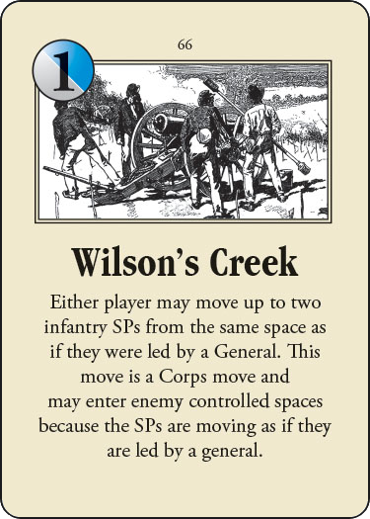 66
1
Wilson's Creek
Either player may move up to two
infantry SPs from the same space as
if they were led by a General. This
move is a Corps move and
may enter enemy controlled spaces
because the SPs are moving as if they
are led by a general.